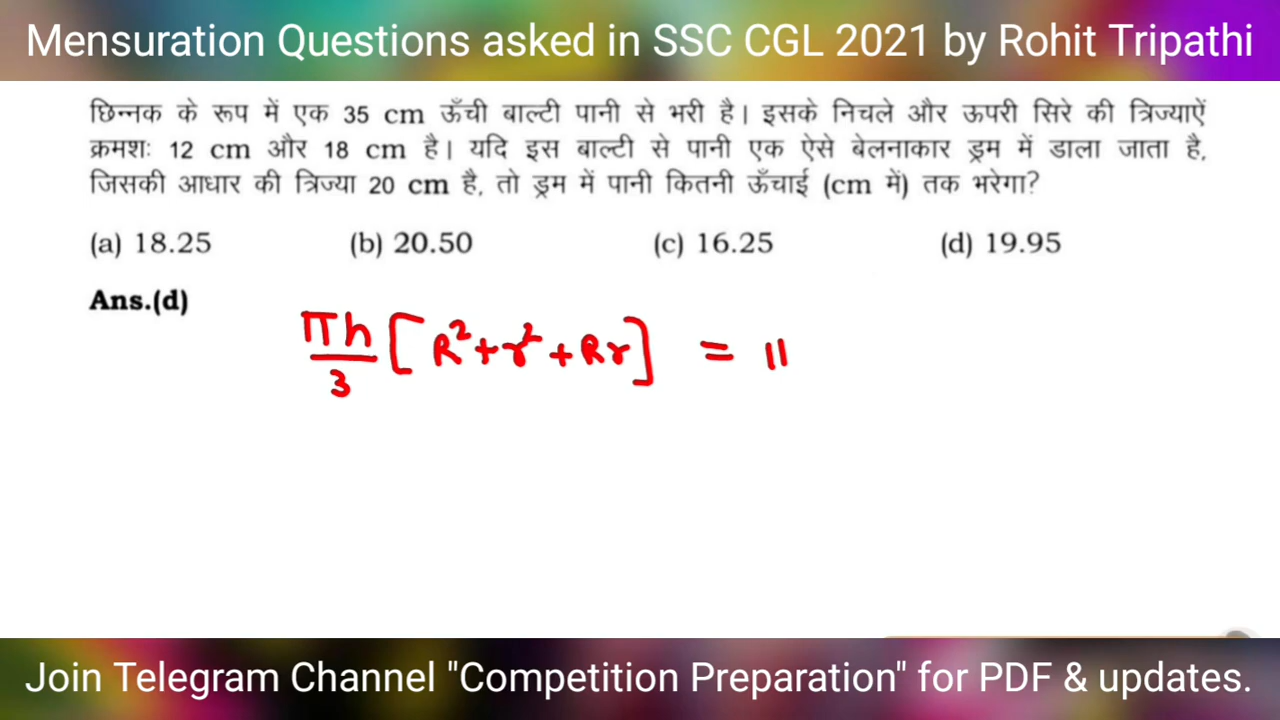 Mensuration Questions asked in SSC CGL 2021 by Rohit Tripathi
छिन्नक के रूप में एक 35 cm ऊँची बाल्टी पानी से भरी है। इसके निचले और ऊपरी सिरे की त्रिज्याऐं
क्रमशः 12 cm और 18 cm है। यदि इस बाल्टी से पानी एक ऐसे बेलनाकार ड्रम में डाला जाता है,
जिसकी आधार की त्रिज्या 20 cm है, तो ड्रम में पानी कितनी ऊँचाई (cm में) तक भरेगा?
(a) 18.25 (b) 20.50 (c) 16.25 (d) 19.95
Ans.(d)
πh/3 [R²+r²+Rr] = 11
Join Telegram Channel "Competition Preparation" for PDF & updates.